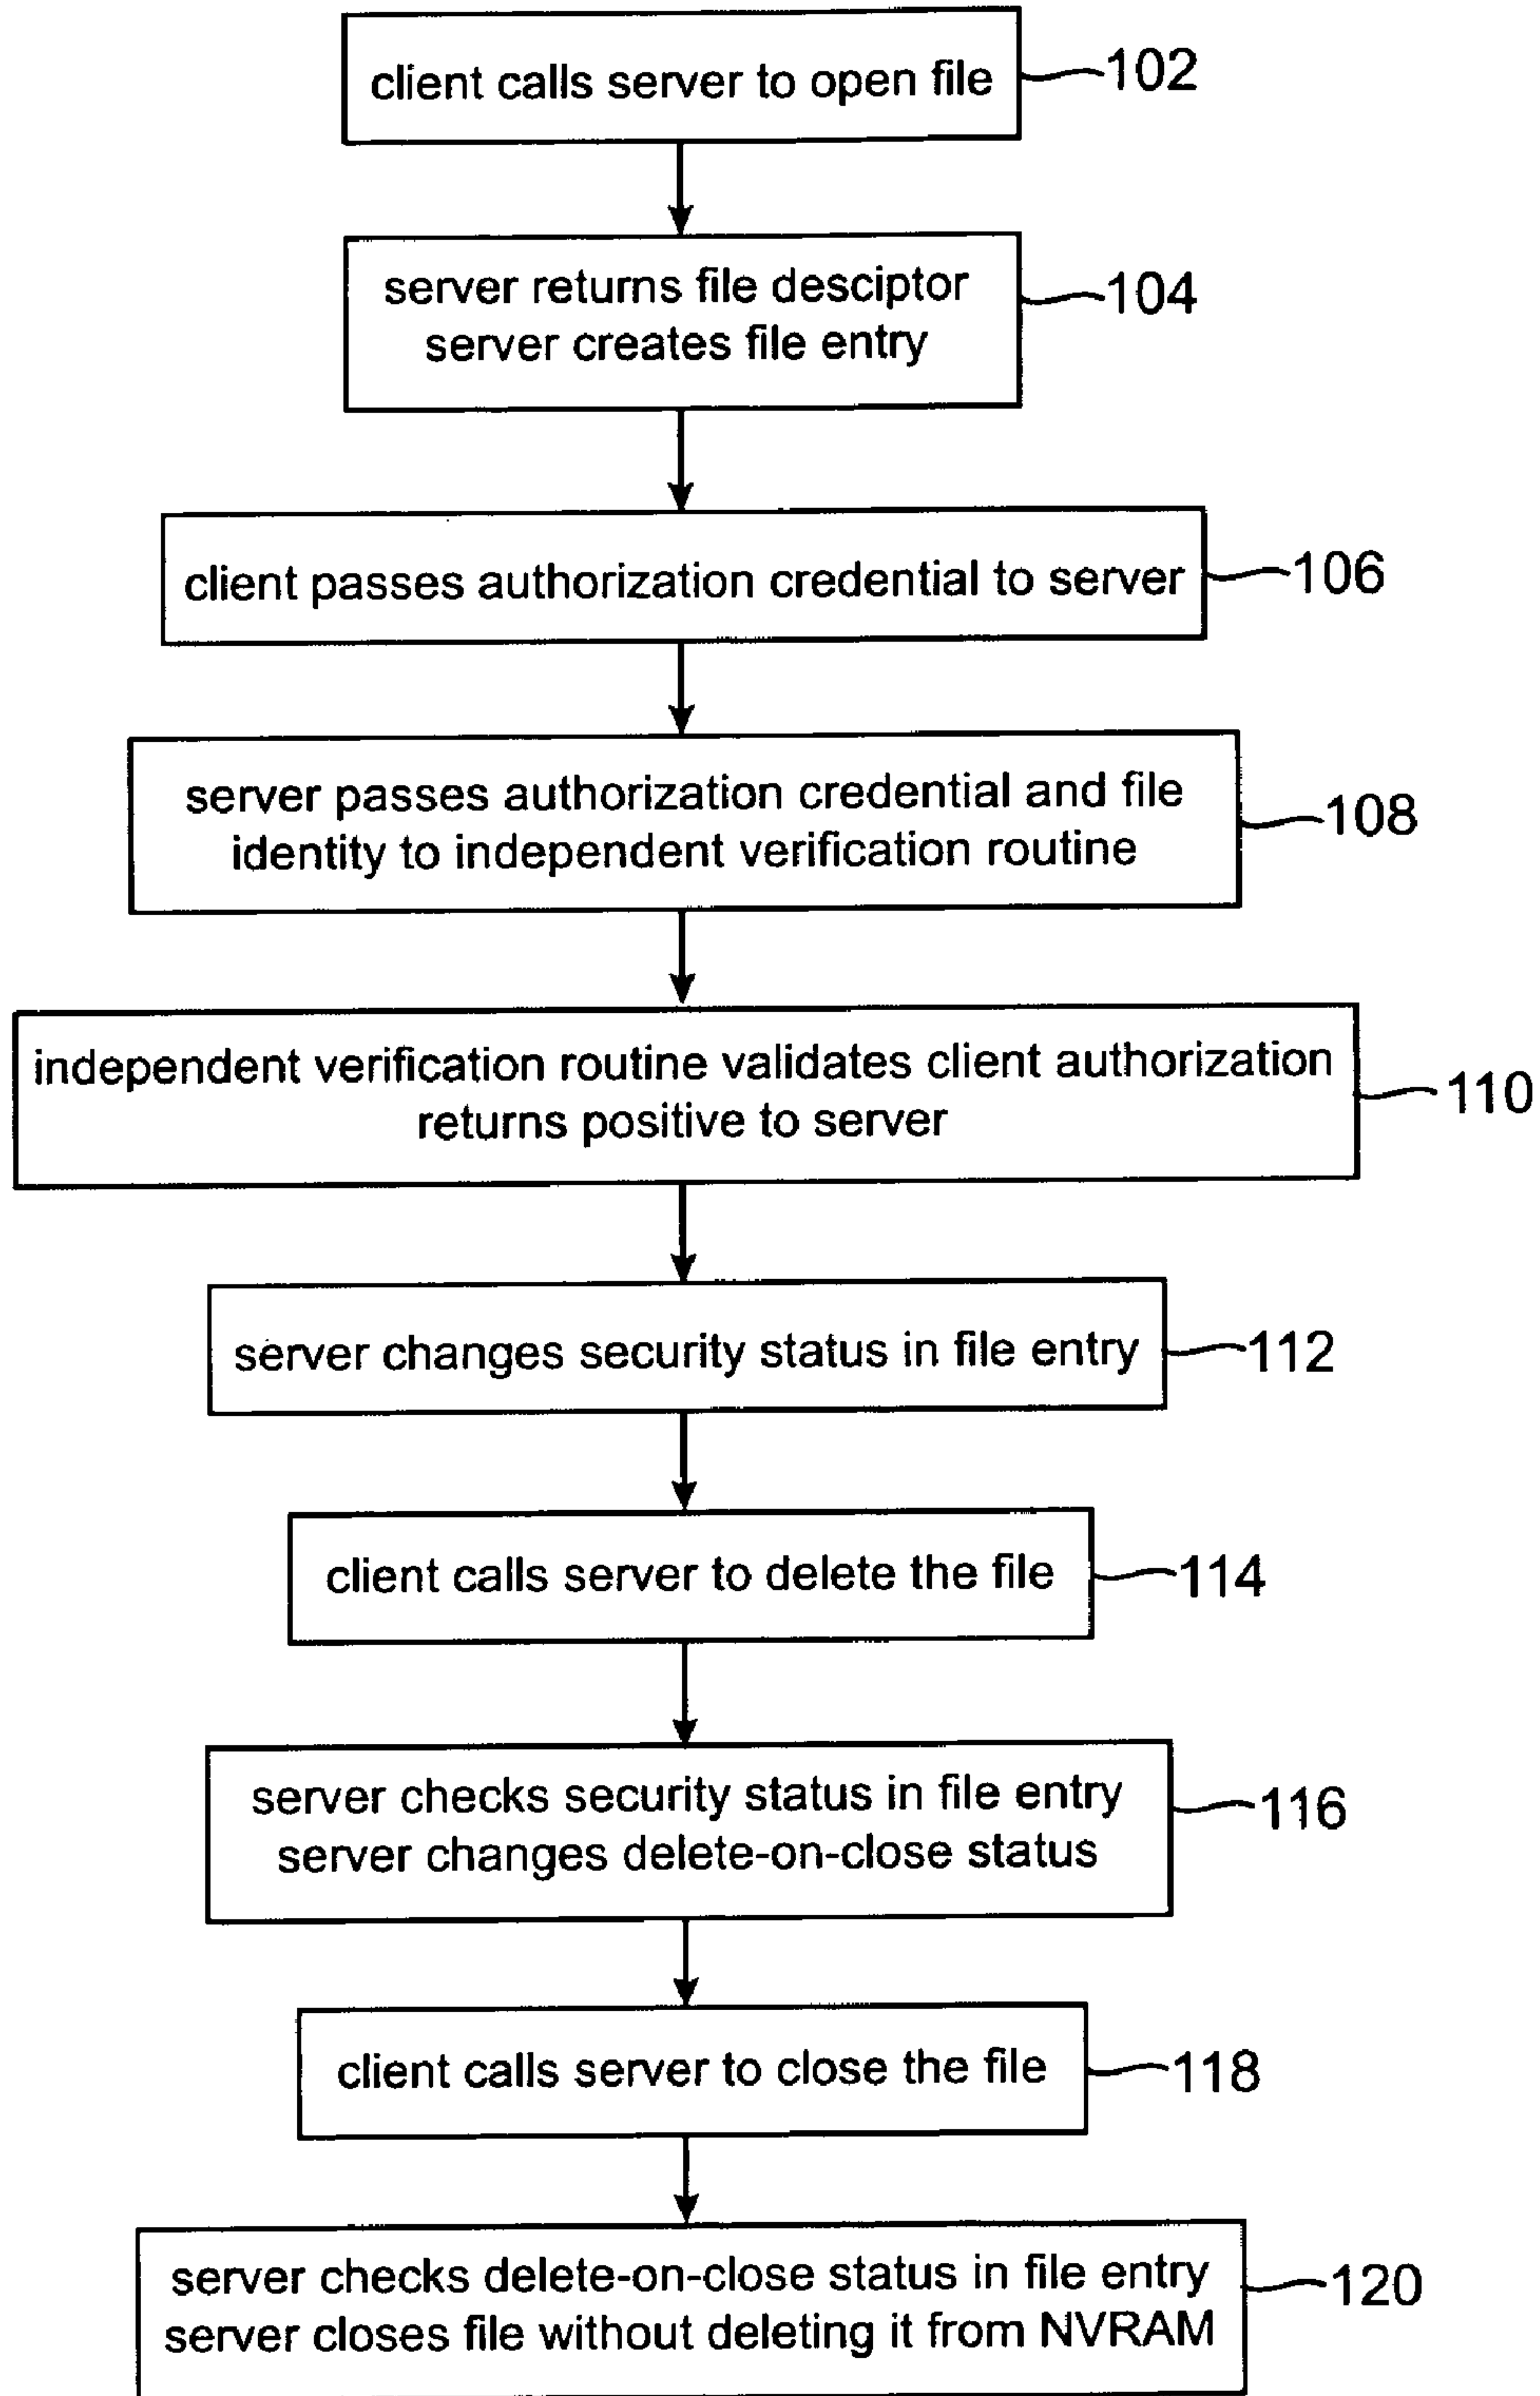 client calls server to open file
102
server returns file desciptor
server creates file entry
104
client passes authorization credential to server
106
server passes authorization credential and file
identity to independent verification routine
108
independent verification routine validates client authorization
returns positive to server
110
server changes security status in file entry
112
client calls server to delete the file
114
server checks security status in file entry
server changes delete-on-close status
116
client calls server to close the file
118
server checks delete-on-close status in file entry
server closes file without deleting it from NVRAM
120